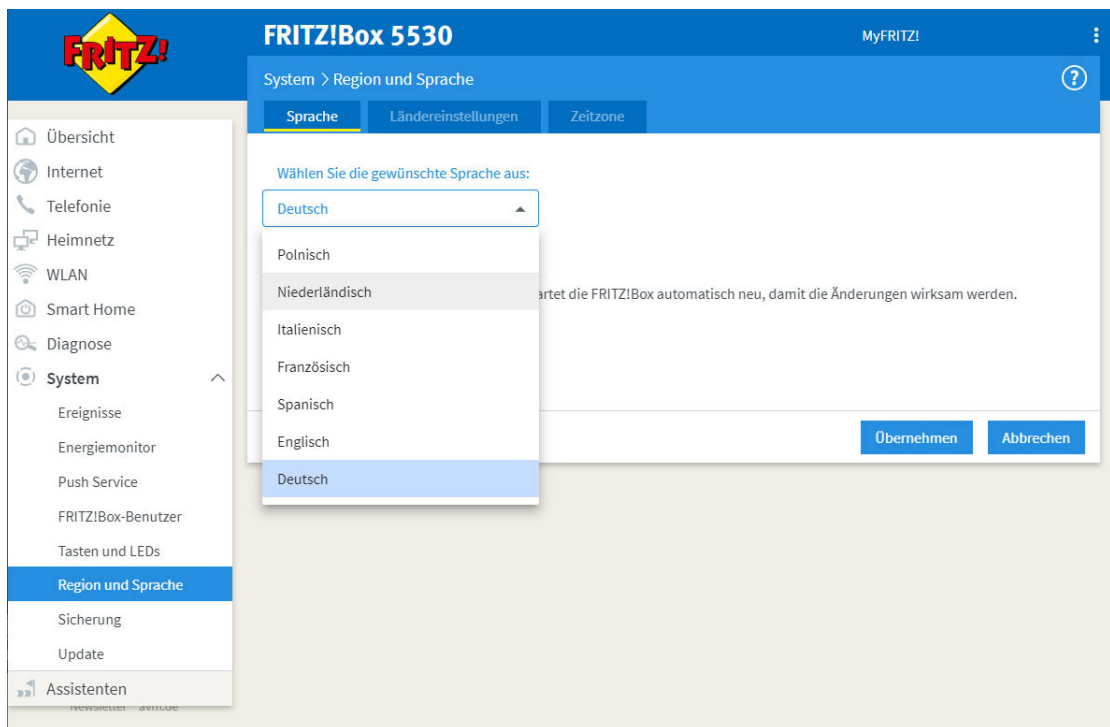 FRITZ!
FRITZ!Box 5530
MyFRITZ!
System > Region und Sprache
?
Sprache
Ländereinstellungen
Zeitzone
Übersicht
Internet
Telefonie
Heimnetz
WLAN
Smart Home
Diagnose
System
Ereignisse
Energiemonitor
Push Service
FRITZ!Box-Benutzer
Tasten und LEDs
Region und Sprache
Sicherung
Update
Assistenten
Newsletter avm.de
Wählen Sie die gewünschte Sprache aus:
Deutsch
Polnisch
Niederländisch
Italienisch
Französisch
Spanisch
Englisch
Deutsch
die FRITZ!Box automatisch neu, damit die Änderungen wirksam werden.
Übernehmen
Abbrechen